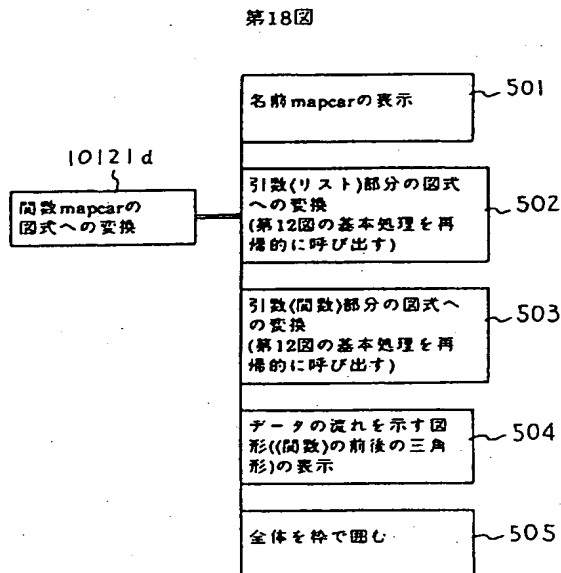 第18図
名前mapcarの表示
501
10121d
関数mapcarの
図式への変換
引数(リスト)部分の図式
への変換
(第12図の基本処理を再
帰的に呼び出す)
502
引数(関数)部分の図式へ
の変換
(第12図の基本処理を再
帰的に呼び出す)
503
データの流れを示す図
形((関数)の前後の三角
形)の表示
504
全体を枠で囲む
505